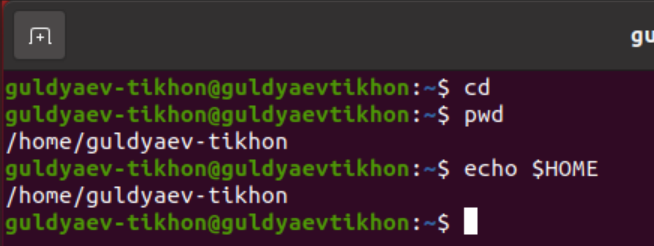 gu
guldyaev-tikhon@guldyaevtikhon:~$ cd
guldyaev-tikhon@guldyaevtikhon:~$ pwd
/home/guldyaev-tikhon
guldyaev-tikhon@guldyaevtikhon:~$ echo $HOME
/home/guldyaev-tikhon
guldyaev-tikhon@guldyaevtikhon:~$